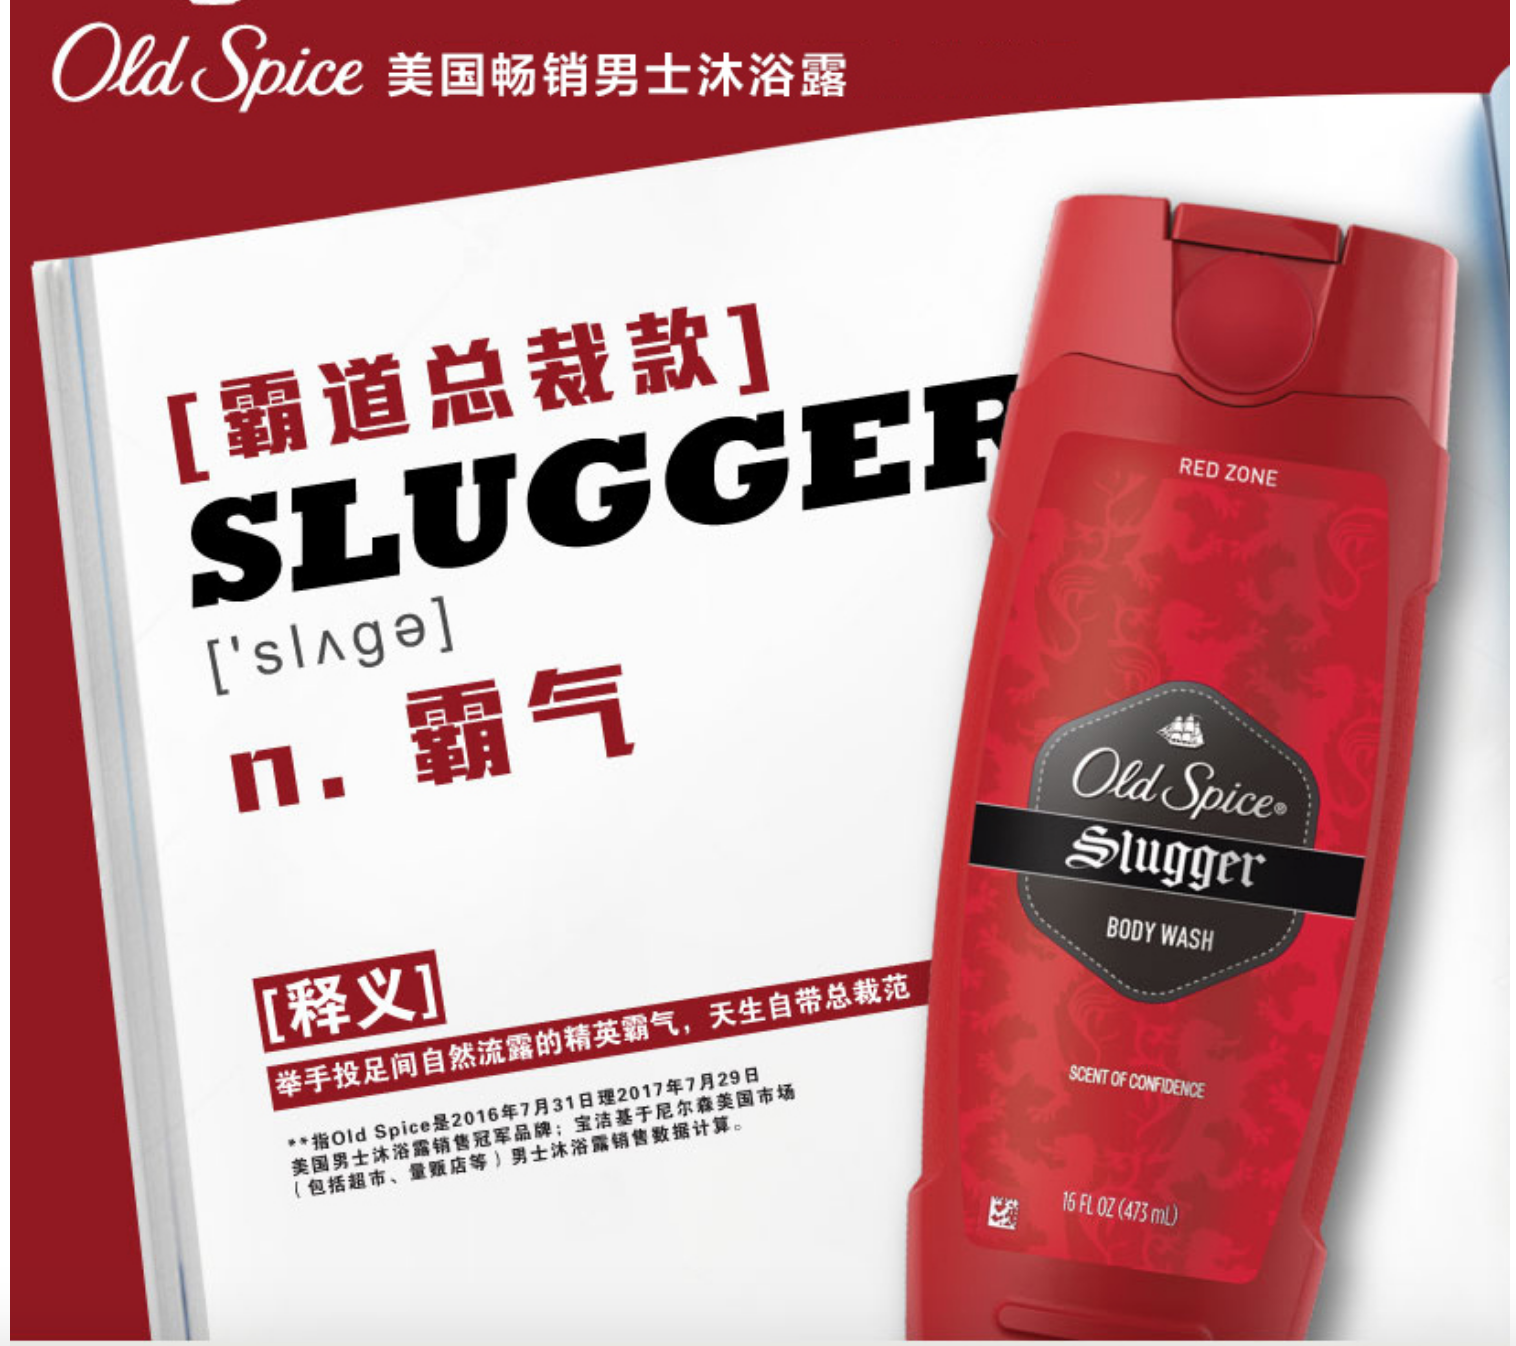 Old Spice 美国畅销男士沐浴露
[霸道总裁款]
SLUGGER
['slʌgə]
n. 霸气
[释义]
举手投足间自然流露的精英霸气，天生自带总裁范
**指Old Spice是2016年7月31日理2017年7月29日
美国男士沐浴露销售冠军品牌；宝洁基于尼尔森美国市场
（包括超市、量贩店等）男士沐浴露销售数据计算。
RED ZONE
Old Spice®
Slugger
BODY WASH
SCENT OF CONFIDENCE
16 FL OZ (473 mL)